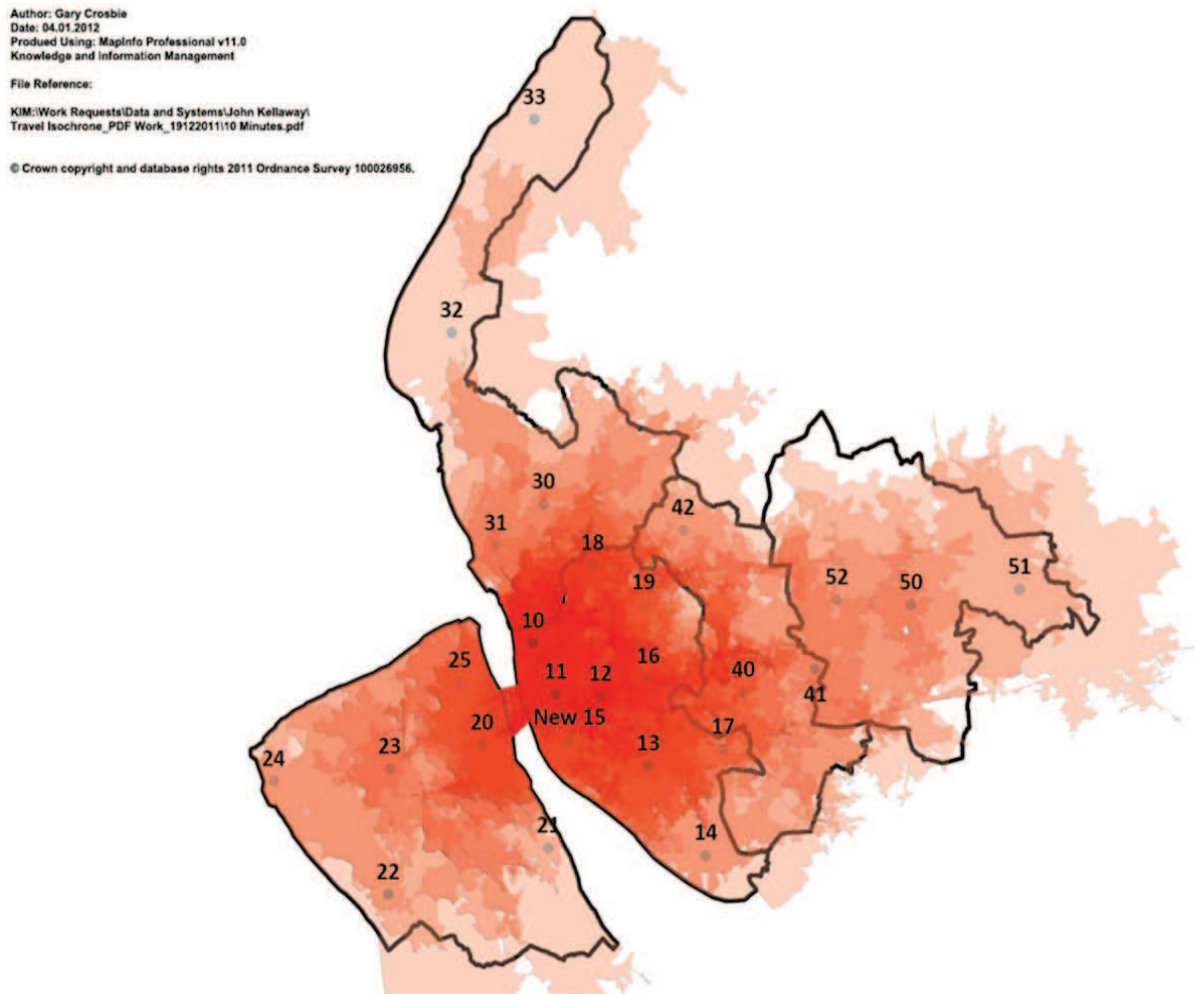 Author: Gary Crosbie
Date: 04.01.2012
Produed Using: MapInfo Professional v11.0
Knowledge and Information Management
File Reference:
KIM:\Work Requests\Data and Systems\John Kellaway\
Travel Isochrone_PDF Work_19122011\10 Minutes.pdf
© Crown copyright and database rights 2011 Ordnance Survey 100026956.
33
32
30
42
31
18
19
52
50
51
10
25
11
12
16
40
41
20
New 15
17
24
23
13
21
14
22